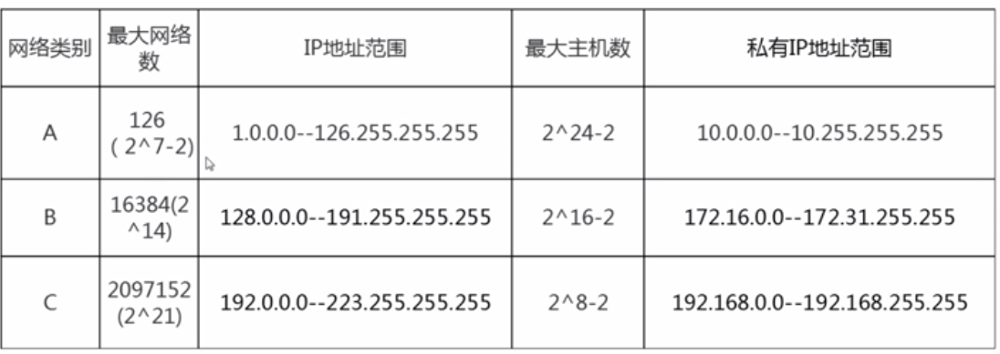 网络类别
最大网络
数
IP地址范围
最大主机数
私有IP地址范围
A
126
( 2^7-2)
1.0.0.0--126.255.255.255
2^24-2
10.0.0.0--10.255.255.255
B
16384(2
^14)
128.0.0.0--191.255.255.255
2^16-2
172.16.0.0--172.31.255.255
C
2097152
(2^21)
192.0.0.0--223.255.255.255
2^8-2
192.168.0.0--192.168.255.255